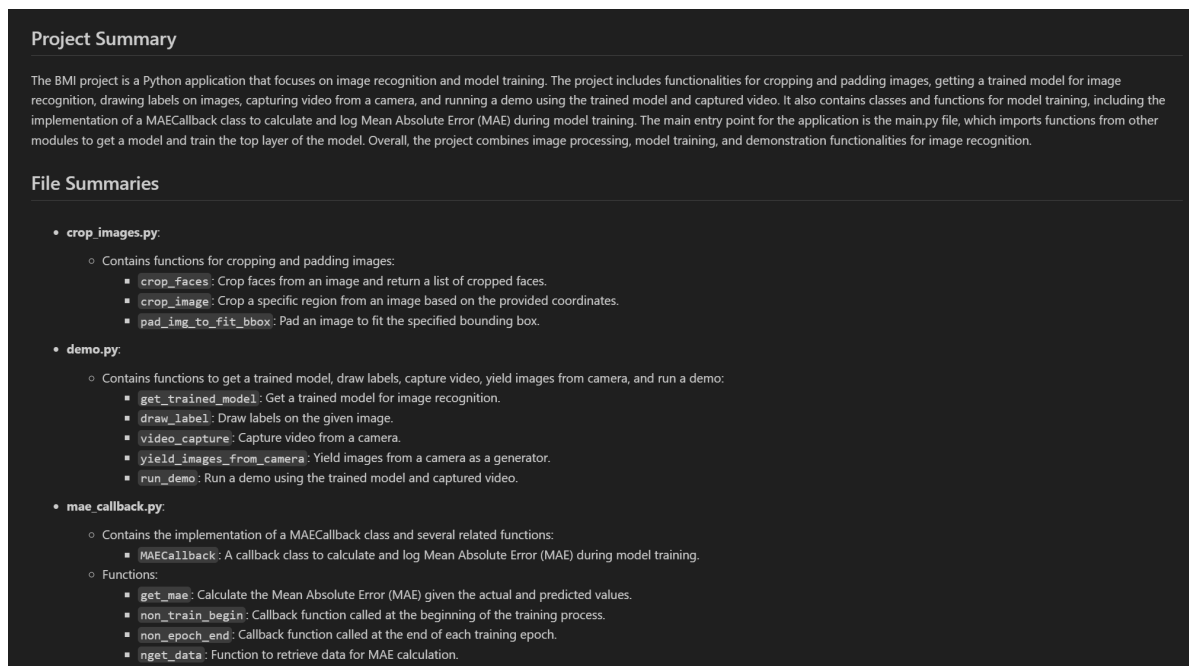 Project Summary
The BMI project is a Python application that focuses on image recognition and model training. The project includes functionalities for cropping and padding images, getting a trained model for image
recognition, drawing labels on images, capturing video from a camera, and running a demo using the trained model and captured video. It also contains classes and functions for model training, including the
implementation of a MAECallback class to calculate and log Mean Absolute Error (MAE) during model training. The main entry point for the application is the main.py file, which imports functions from other
modules to get a model and train the top layer of the model. Overall, the project combines image processing, model training, and demonstration functionalities for image recognition.
File Summaries
• crop_images.py:
○ Contains functions for cropping and padding images:
▪ crop_faces: Crop faces from an image and return a list of cropped faces.
▪ crop_image: Crop a specific region from an image based on the provided coordinates.
▪ pad_img_to_fit_bbox: Pad an image to fit the specified bounding box.
• demo.py:
○ Contains functions to get a trained model, draw labels, capture video, yield images from camera, and run a demo:
▪ get_trained_model: Get a trained model for image recognition.
▪ draw_label: Draw labels on the given image.
▪ video_capture: Capture video from a camera.
▪ yield_images_from_camera: Yield images from a camera as a generator.
▪ run_demo: Run a demo using the trained model and captured video.
• mae_callback.py:
○ Contains the implementation of a MAECallback class and several related functions:
▪ MAECallback: A callback class to calculate and log Mean Absolute Error (MAE) during model training.
○ Functions:
▪ get_mae: Calculate the Mean Absolute Error (MAE) given the actual and predicted values.
▪ non_train_begin: Callback function called at the beginning of the training process.
▪ non_epoch_end: Callback function called at the end of each training epoch.
▪ nget_data: Function to retrieve data for MAE calculation.